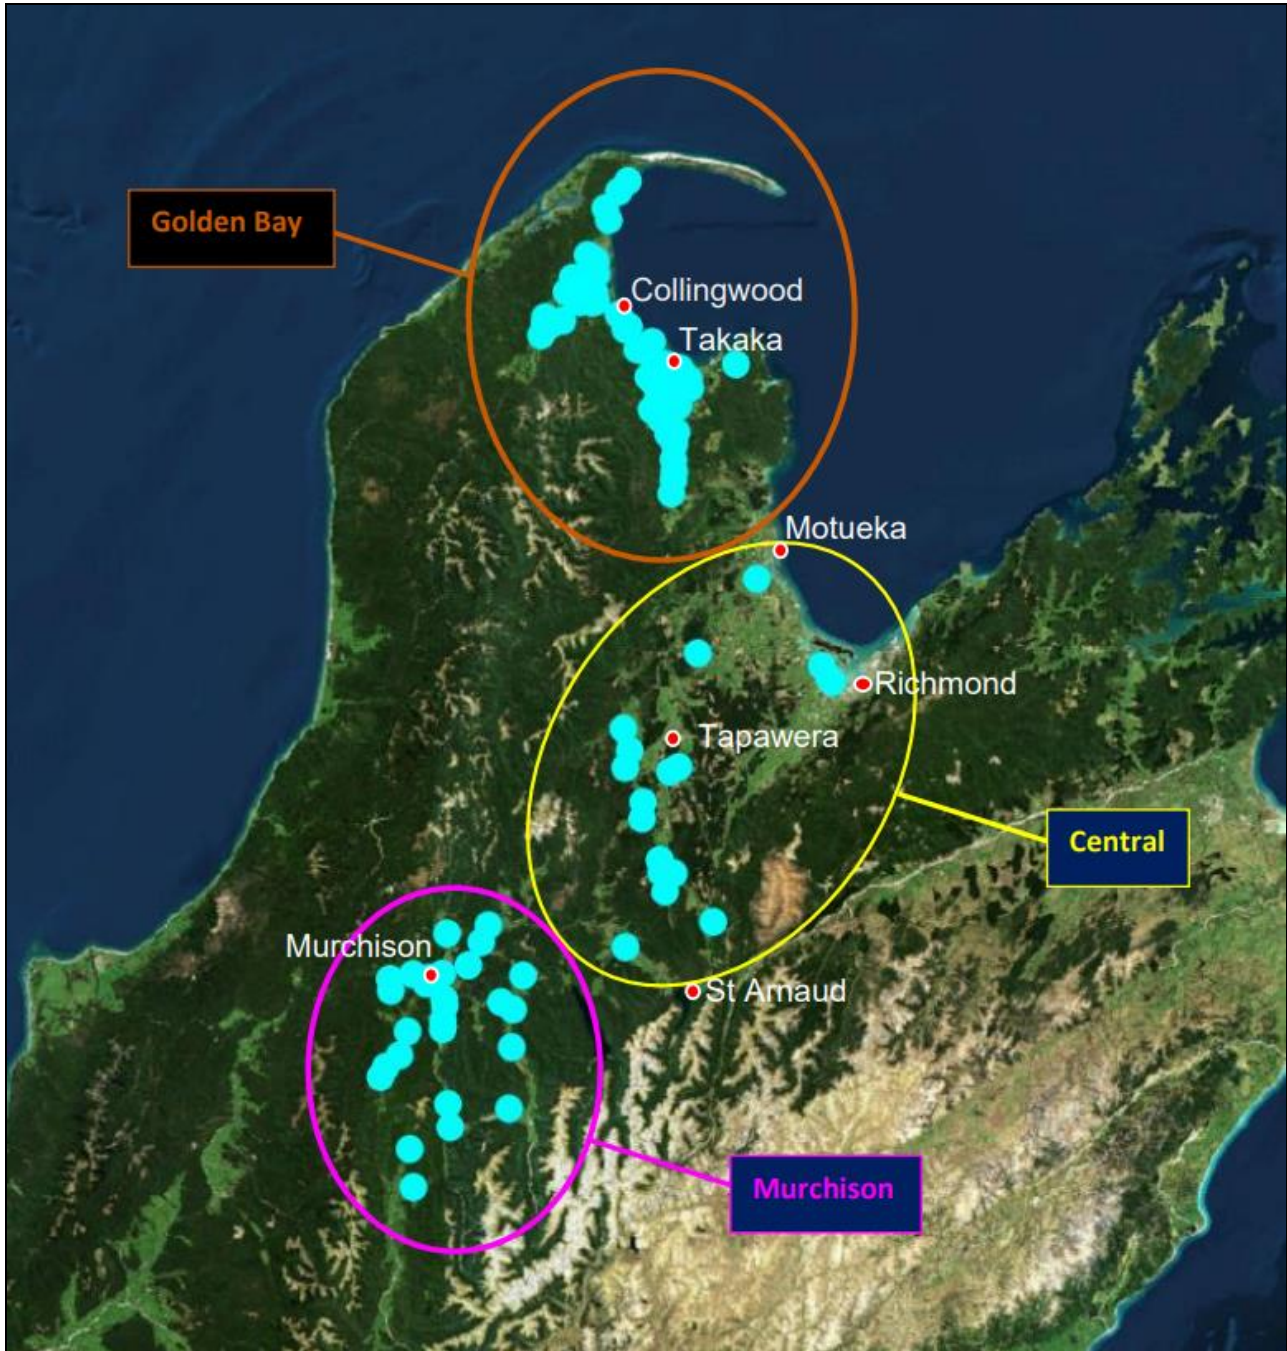 Golden Bay
Collingwood
Takaka
Motueka
Richmond
Tapawera
Central
Murchison
St Arnaud
Murchison